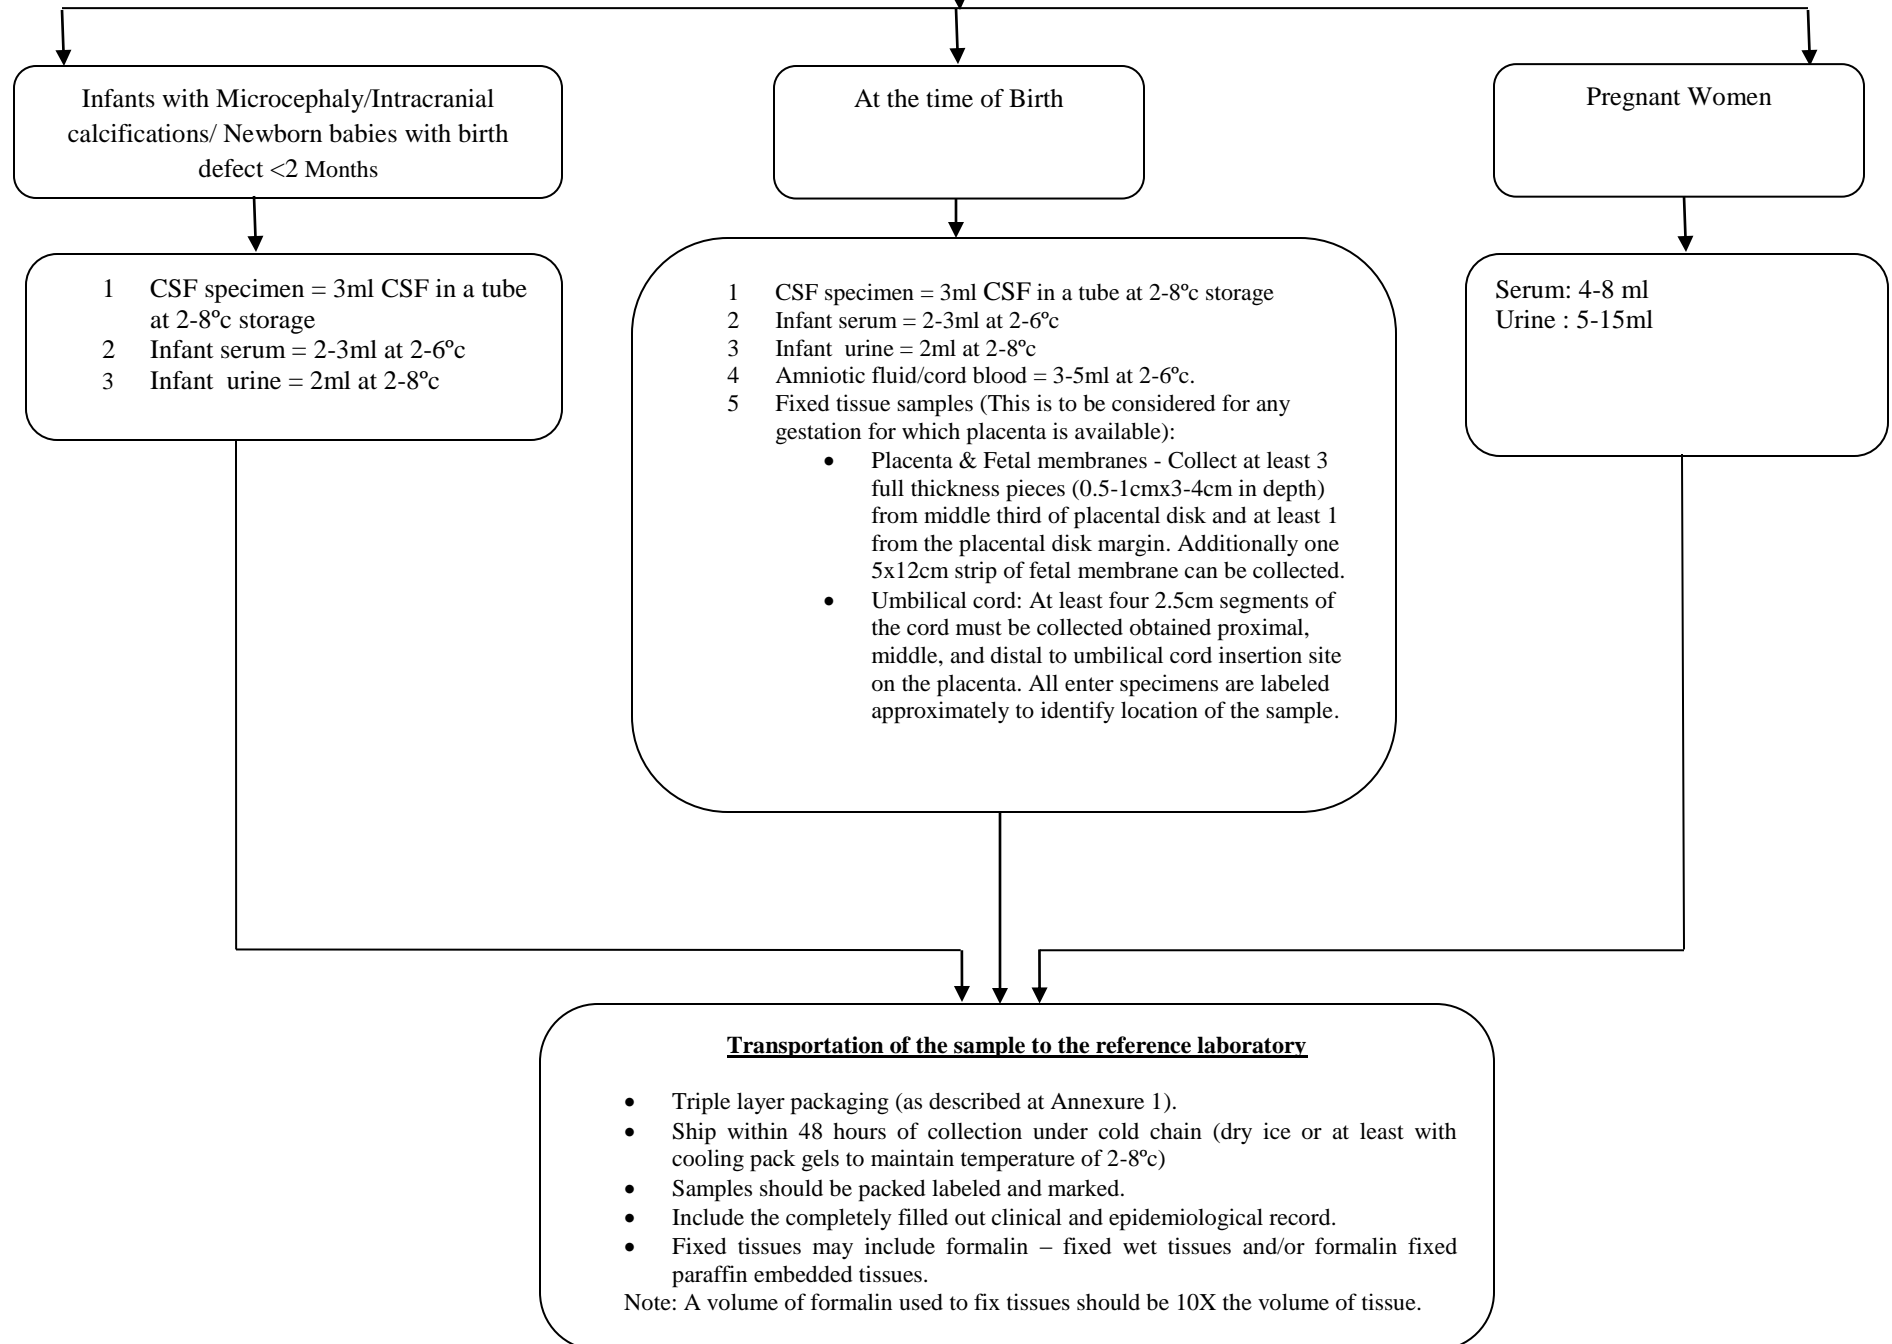 Infants with Microcephaly/Intracranial
calcifications/ Newborn babies with birth
defect <2 Months
At the time of Birth
Pregnant Women
1 CSF specimen = 3ml CSF in a tube
at 2-8ºc storage
2 Infant serum = 2-3ml at 2-6ºc
3 Infant urine = 2ml at 2-8ºc
1 CSF specimen = 3ml CSF in a tube at 2-8ºc storage
2 Infant serum = 2-3ml at 2-6ºc
3 Infant urine = 2ml at 2-8ºc
4 Amniotic fluid/cord blood = 3-5ml at 2-6ºc.
5 Fixed tissue samples (This is to be considered for any
gestation for which placenta is available):
• Placenta & Fetal membranes - Collect at least 3
full thickness pieces (0.5-1cmx3-4cm in depth)
from middle third of placental disk and at least 1
from the placental disk margin. Additionally one
5x12cm strip of fetal membrane can be collected.
• Umbilical cord: At least four 2.5cm segments of
the cord must be collected obtained proximal,
middle, and distal to umbilical cord insertion site
on the placenta. All enter specimens are labeled
approximately to identify location of the sample.
Serum: 4-8 ml
Urine : 5-15ml
Transportation of the sample to the reference laboratory
• Triple layer packaging (as described at Annexure 1).
• Ship within 48 hours of collection under cold chain (dry ice or at least with
cooling pack gels to maintain temperature of 2-8ºc)
• Samples should be packed labeled and marked.
• Include the completely filled out clinical and epidemiological record.
• Fixed tissues may include formalin – fixed wet tissues and/or formalin fixed
paraffin embedded tissues.
Note: A volume of formalin used to fix tissues should be 10X the volume of tissue.